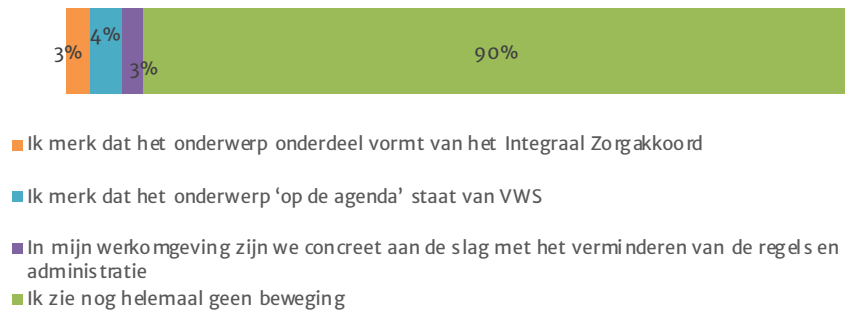 3% 4% 3% 90%
Ik merk dat het onderwerp onderdeel vormt van het Integraal Zorgakkoord
Ik merk dat het onderwerp ‘op de agenda’ staat van VWS
In mijn werkomgeving zijn we concreet aan de slag met het verminderen van de regels en
administratie
Ik zie nog helemaal geen beweging